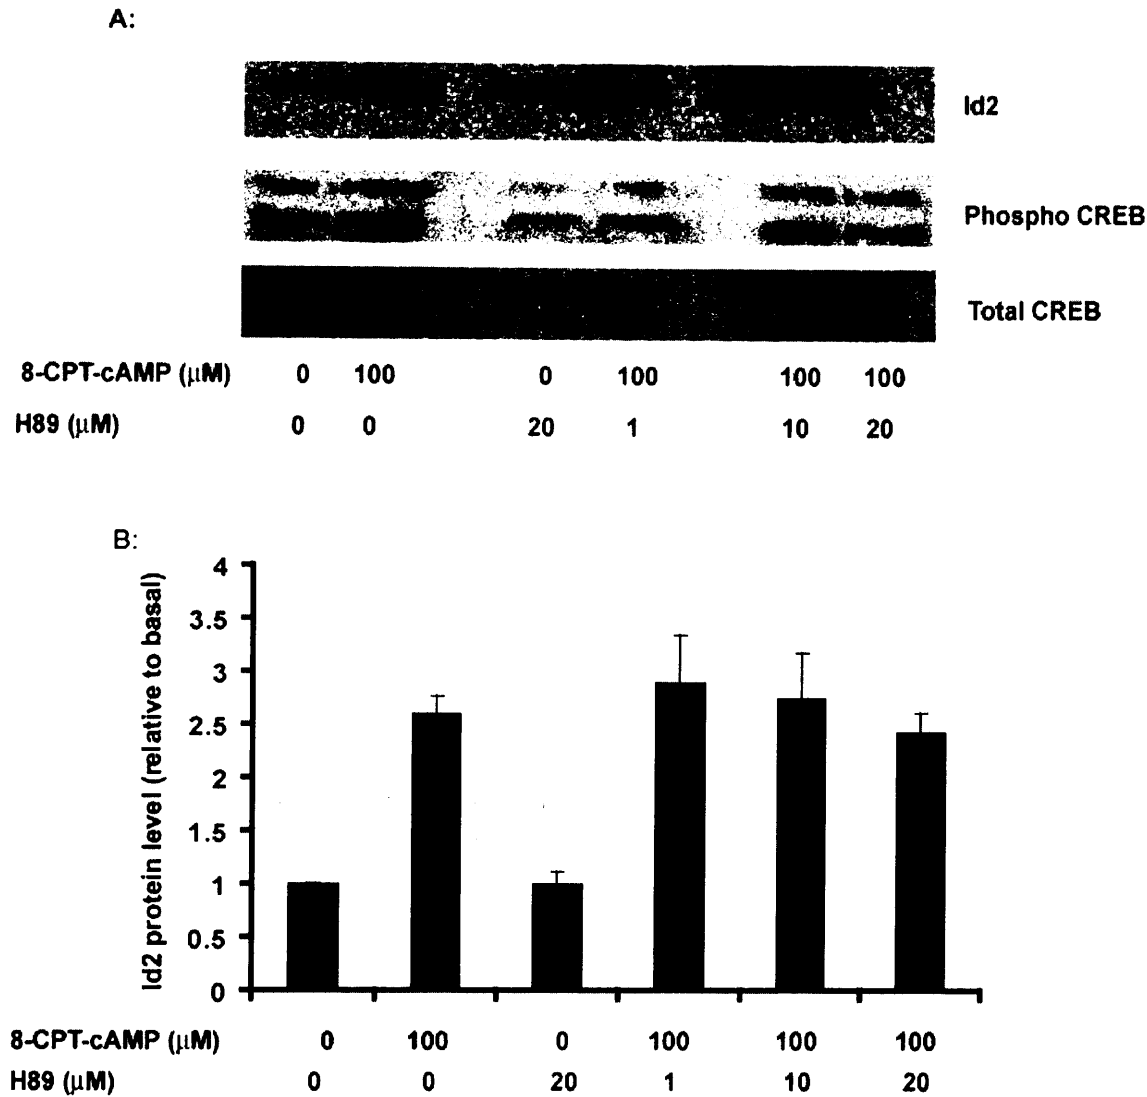 A:
Id2
Phospho CREB
Total CREB
8-CPT-cAMP (μM) 0 100 0 100 100 100
H89 (μM) 0 0 20 1 10 20
B:
Id2 protein level (relative to basal)
4
3.5
3
2.5
2
1.5
1
0.5
0
8-CPT-cAMP (μM) 0 100 0 100 100 100
H89 (μM) 0 0 20 1 10 20